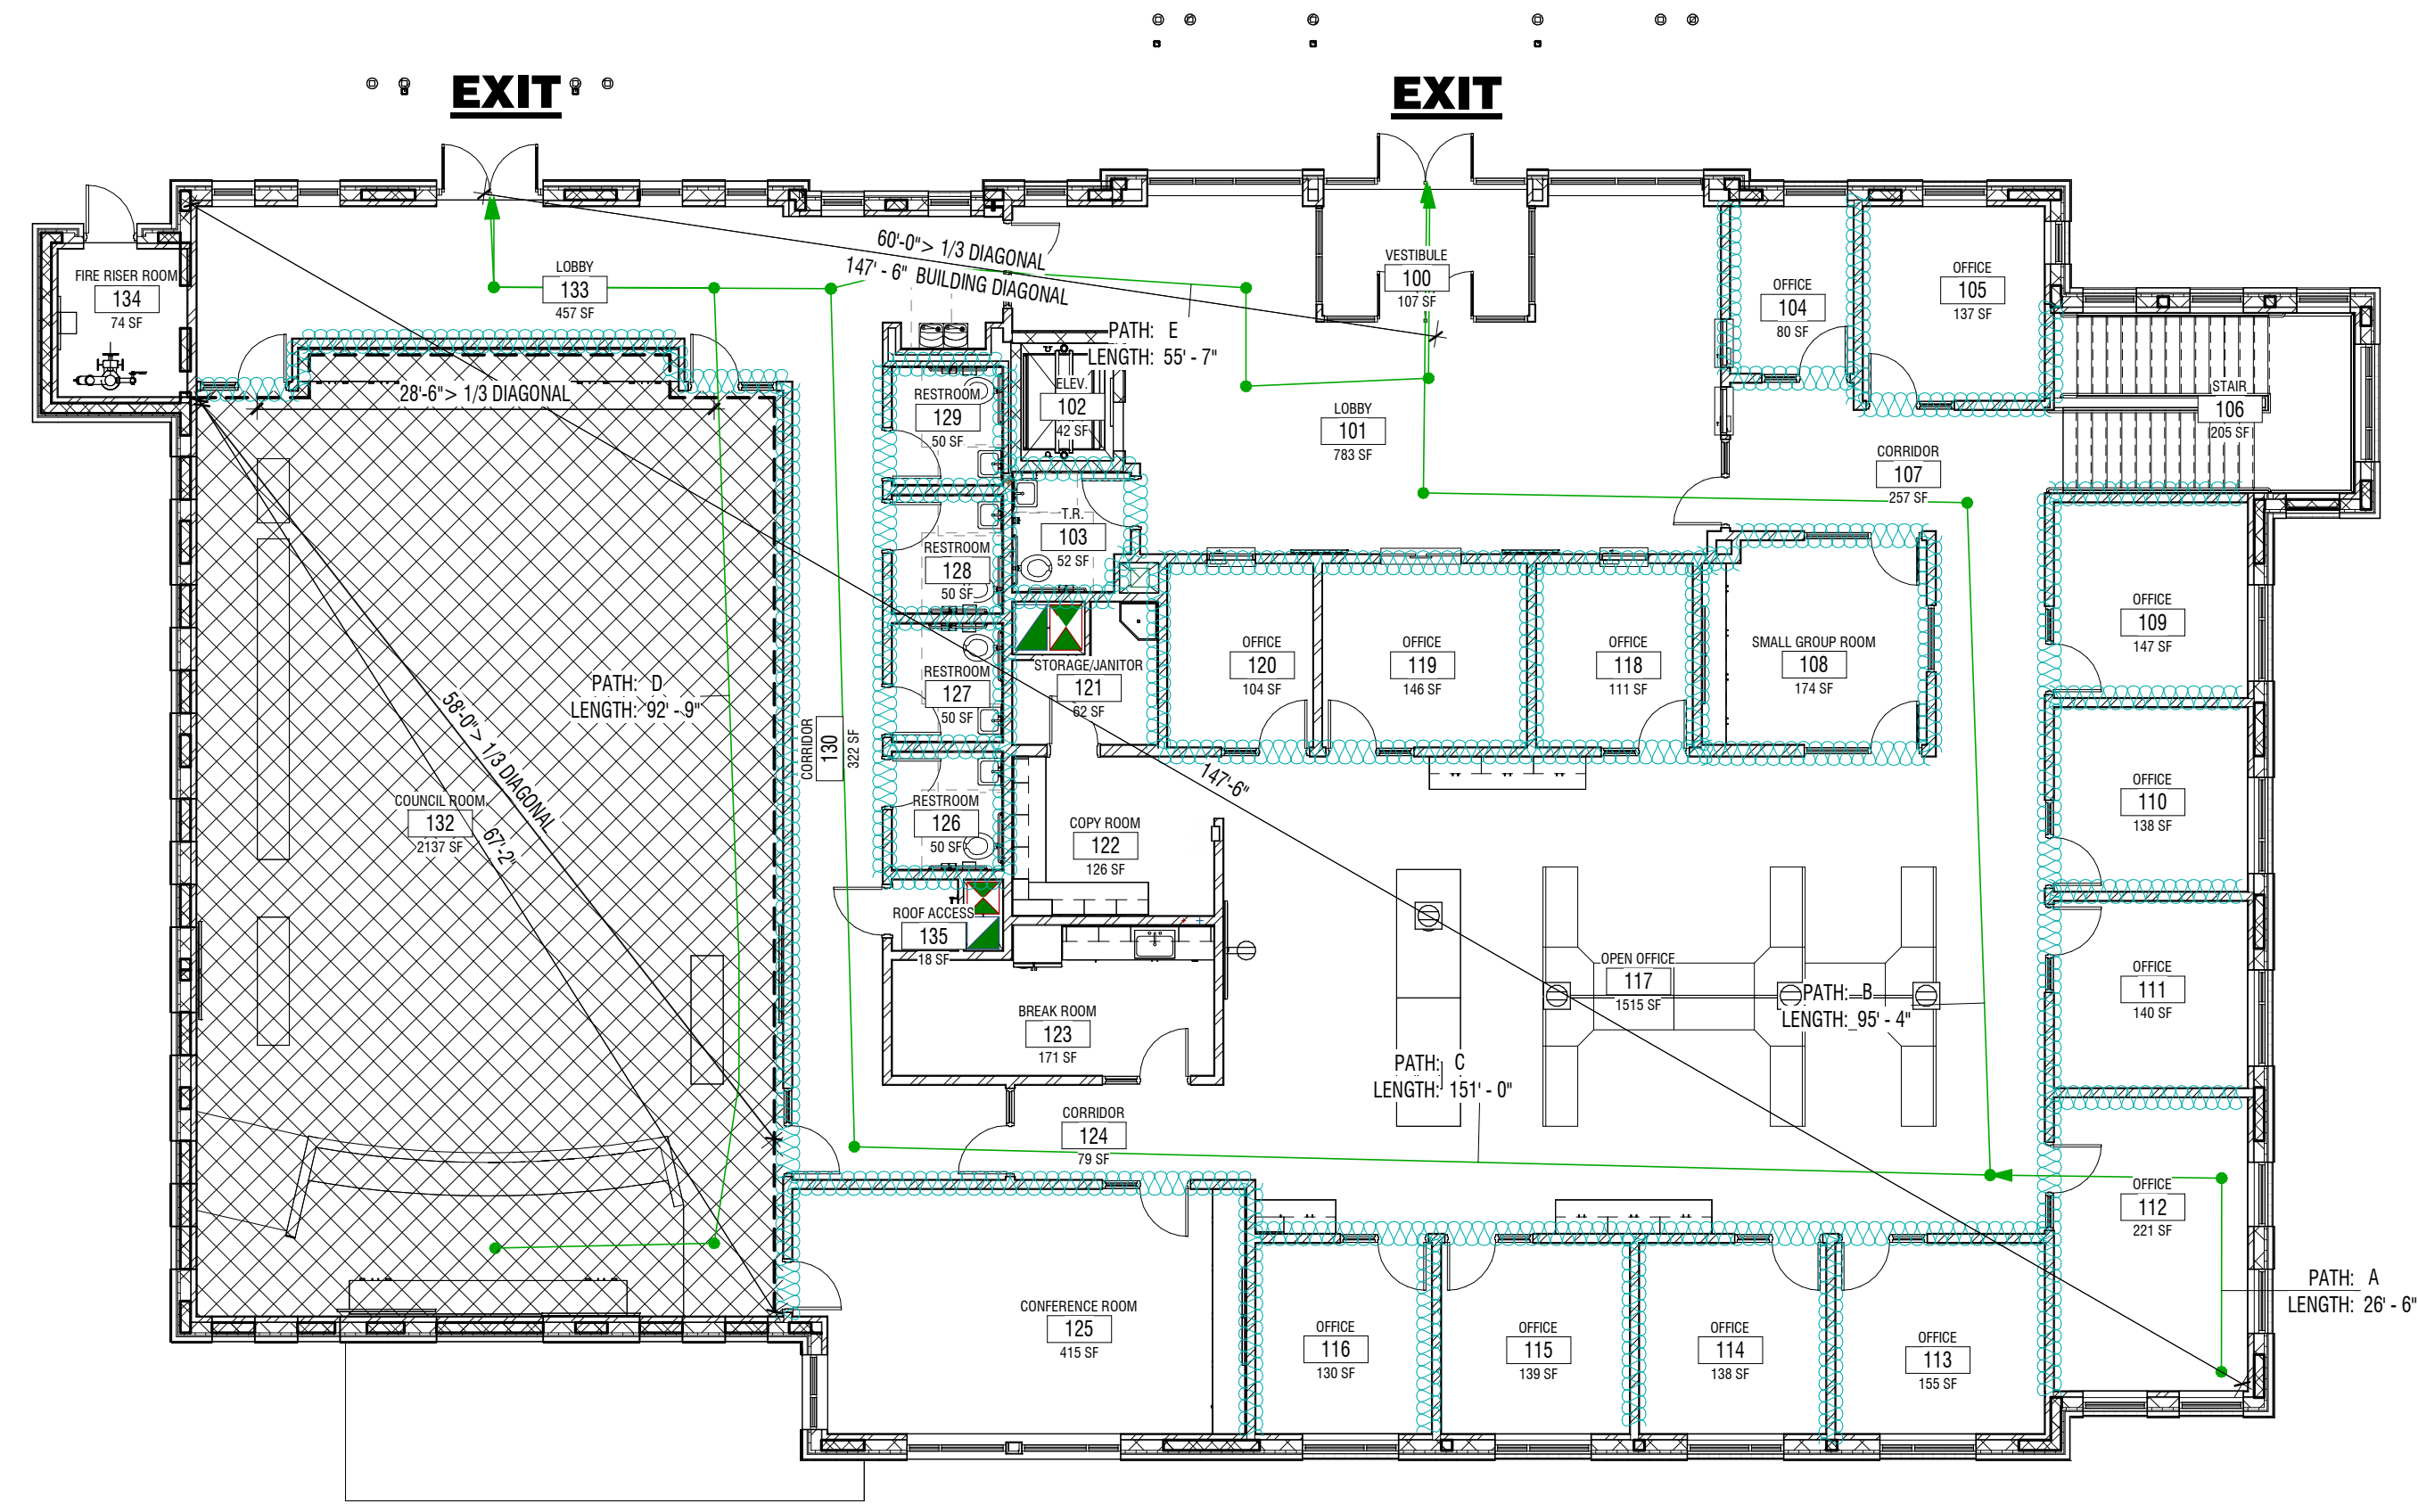 EXIT
EXIT
60'-0"> 1/3 DIAGONAL
147' - 6" BUILDING DIAGONAL
VESTIBULE
100
107 SF
FIRE RISER ROOM
134
74 SF
LOBBY
133
457 SF
OFFICE
104
80 SF
OFFICE
105
137 SF
PATH: E
LENGTH: 55' - 7"
28'-6"> 1/3 DIAGONAL
RESTROOM
129
50 SF
ELEV.
102
42 SF
LOBBY
101
783 SF
STAIR
106
205 SF
CORRIDOR
107
257 SF
T.R.
103
52 SF
RESTROOM
128
50 SF
OFFICE
109
147 SF
RESTROOM
127
50 SF
STORAGE/JANITOR
121
62 SF
OFFICE
120
104 SF
OFFICE
119
146 SF
OFFICE
118
111 SF
SMALL GROUP ROOM
108
174 SF
PATH: D
LENGTH: 92' - 9"
58'-0"> 1/3 DIAGONAL
67'-2"
CORRIDOR
130
322 SF
147'-6"
COUNCIL ROOM
132
2137 SF
RESTROOM
126
50 SF
COPY ROOM
122
126 SF
OFFICE
110
138 SF
ROOF ACCESS
135
18 SF
OPEN OFFICE
117
1515 SF
PATH: B
LENGTH: 95' - 4"
OFFICE
111
140 SF
BREAK ROOM
123
171 SF
PATH: C
LENGTH: 151' - 0"
CORRIDOR
124
79 SF
OFFICE
112
221 SF
PATH: A
LENGTH: 26' - 6"
CONFERENCE ROOM
125
415 SF
OFFICE
116
130 SF
OFFICE
115
139 SF
OFFICE
114
138 SF
OFFICE
113
155 SF